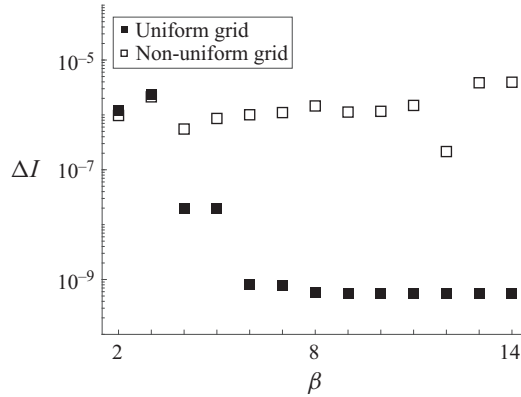 Uniform grid
Non-uniform grid
10⁻⁵
10⁻⁷
ΔI
10⁻⁹
2 8 14
β